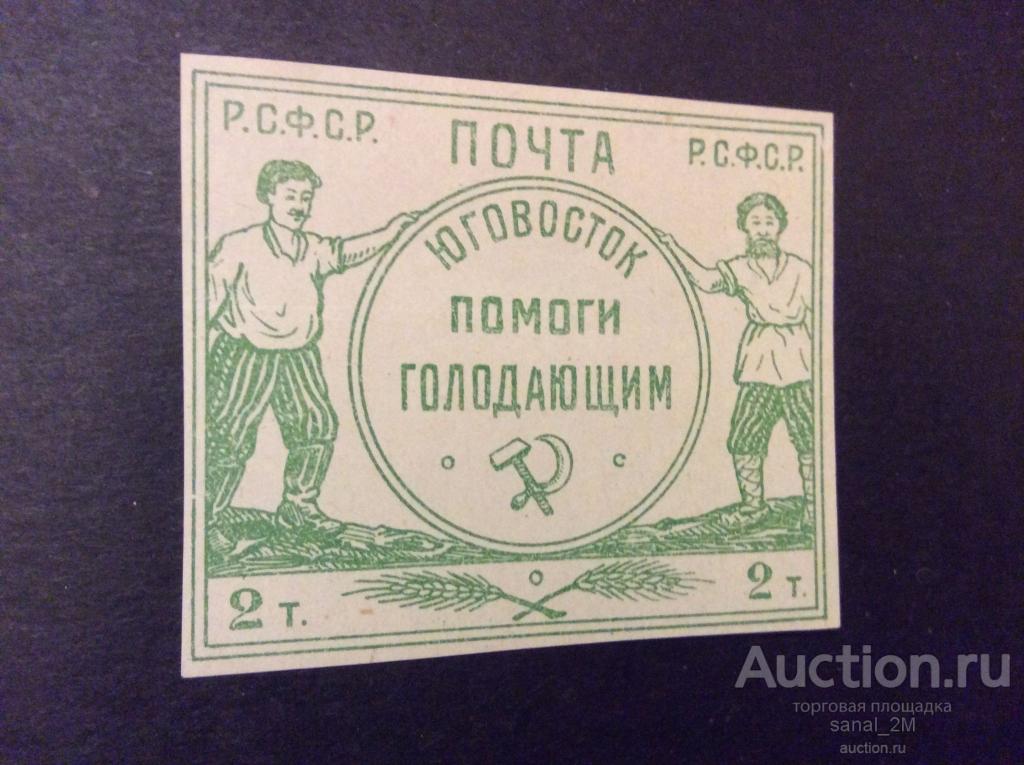 Р.С.Ф.С.Р.
ПОЧТА
Р.С.Ф.С.Р.
ЮГОВОСТОК
ПОМОГИ
ГОЛОДАЮЩИМ
О С
О
2 Т.
2 Т.
Auction.ru
торговая площадка
sanal_2M
auction.ru